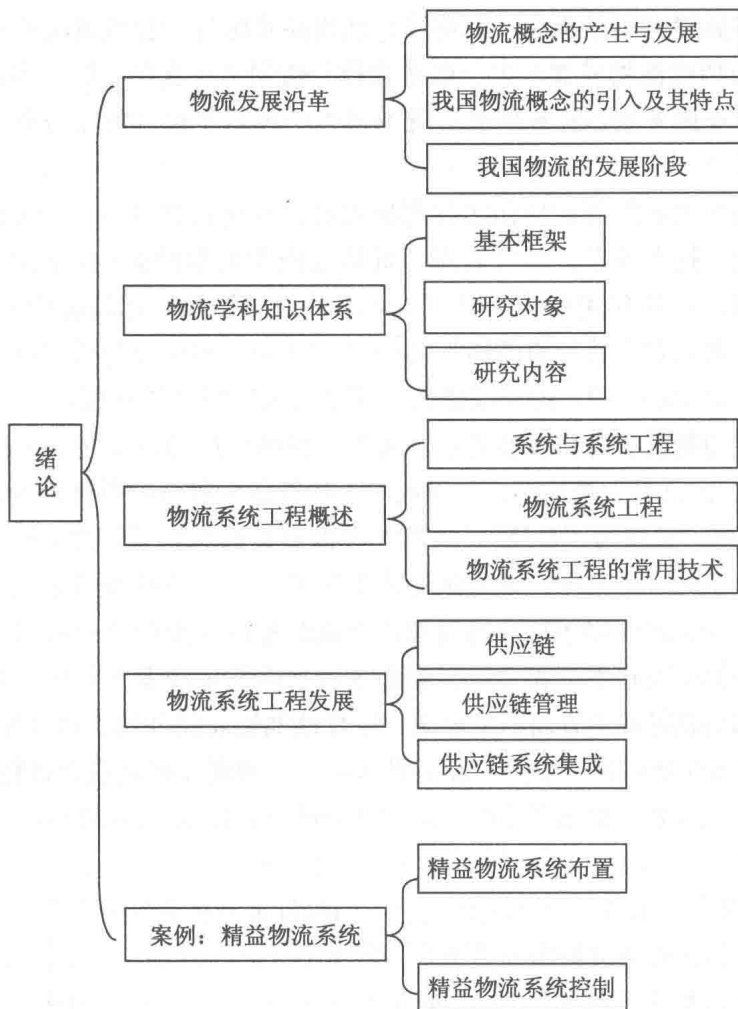 绪
论
物流发展沿革
物流概念的产生与发展
我国物流概念的引入及其特点
我国物流的发展阶段
物流学科知识体系
基本框架
研究对象
研究内容
物流系统工程概述
系统与系统工程
物流系统工程
物流系统工程的常用技术
物流系统工程发展
供应链
供应链管理
供应链系统集成
案例：精益物流系统
精益物流系统布置
精益物流系统控制